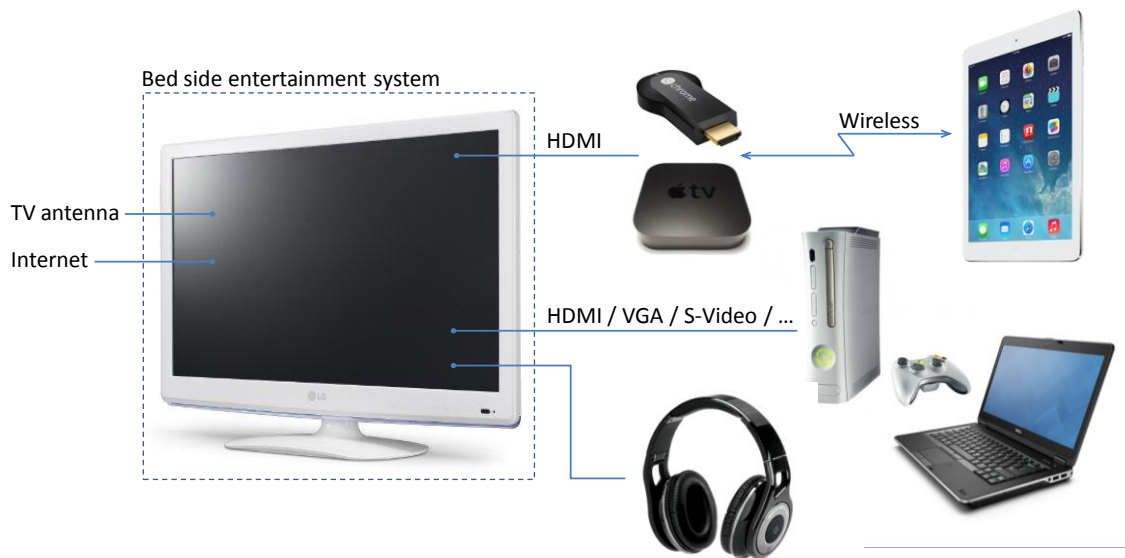 Bed side entertainment system
HDMI
chrome
Wireless
tv
TV antenna
Internet
HDMI / VGA / S-Video / ...
LG